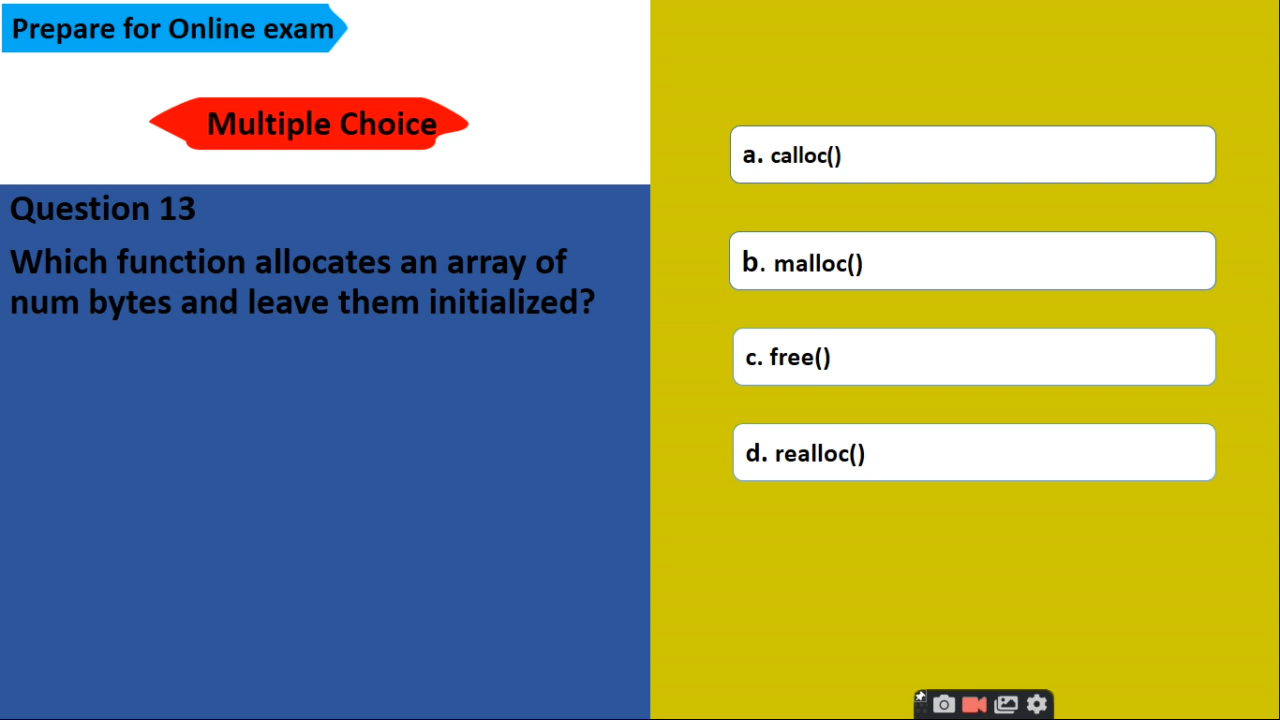 Prepare for Online exam
Multiple Choice
Question 13
Which function allocates an array of
num bytes and leave them initialized?
a. calloc()
b. malloc()
c. free()
d. realloc()